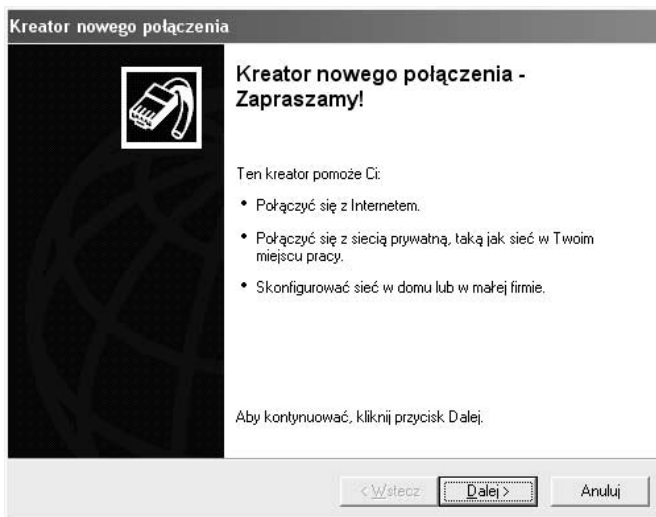 Kreator nowego połączenia
Kreator nowego połączenia -
Zapraszamy!
Ten kreator pomoże Ci:
• Połączyć się z Internetem.
• Połączyć się z siecią prywatną, taką jak sieć w Twoim
miejscu pracy.
• Skonfigurować sieć w domu lub w małej firmie.
Aby kontynuować, kliknij przycisk Dalej.
< Wstecz Dalej > Anuluj